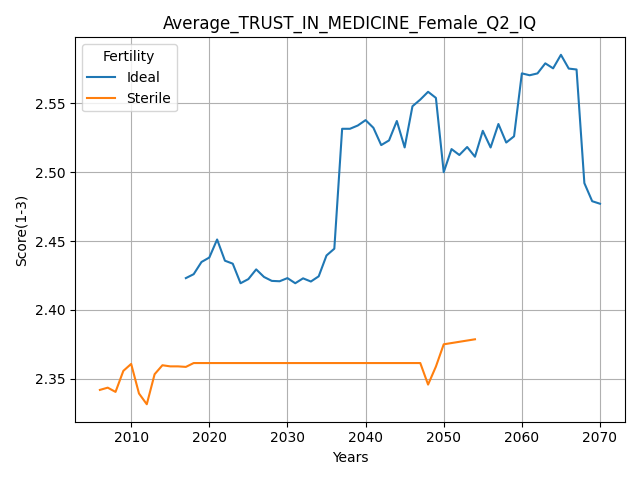 Average_TRUST_IN_MEDICINE_Female_Q2_IQ
Fertility
Ideal
Sterile
Score(1-3)
2.55
2.50
2.45
2.40
2.35
2010 2020 2030 2040 2050 2060 2070
Years